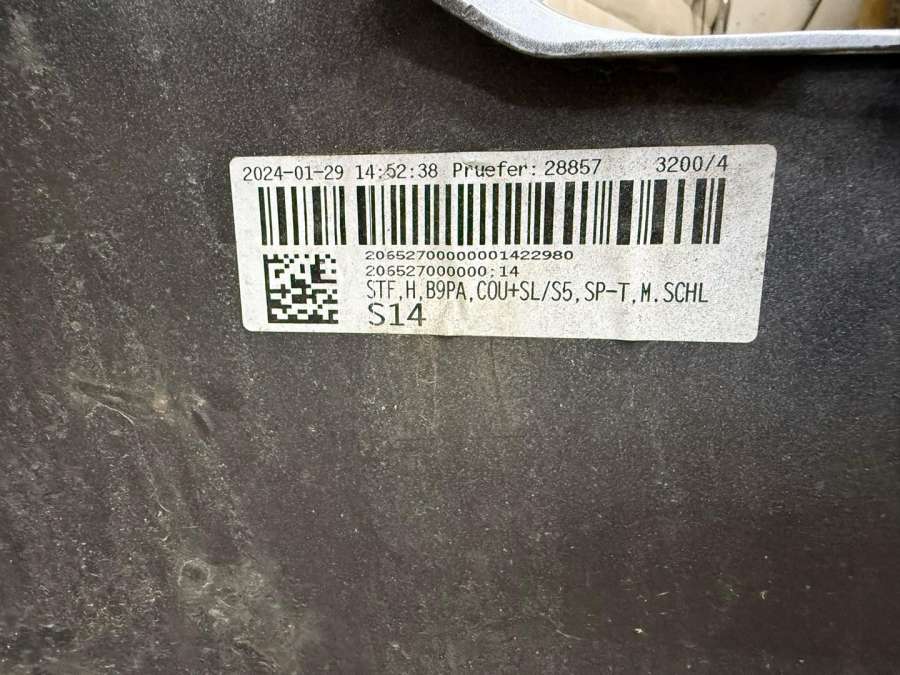 2024-01-29 14:52:38 Pruefer: 28857 3200/4
20652700000001422980
206527000000:14
STF,H,B9PA,COU+SL/S5,SP-T,M.SCHL
S14